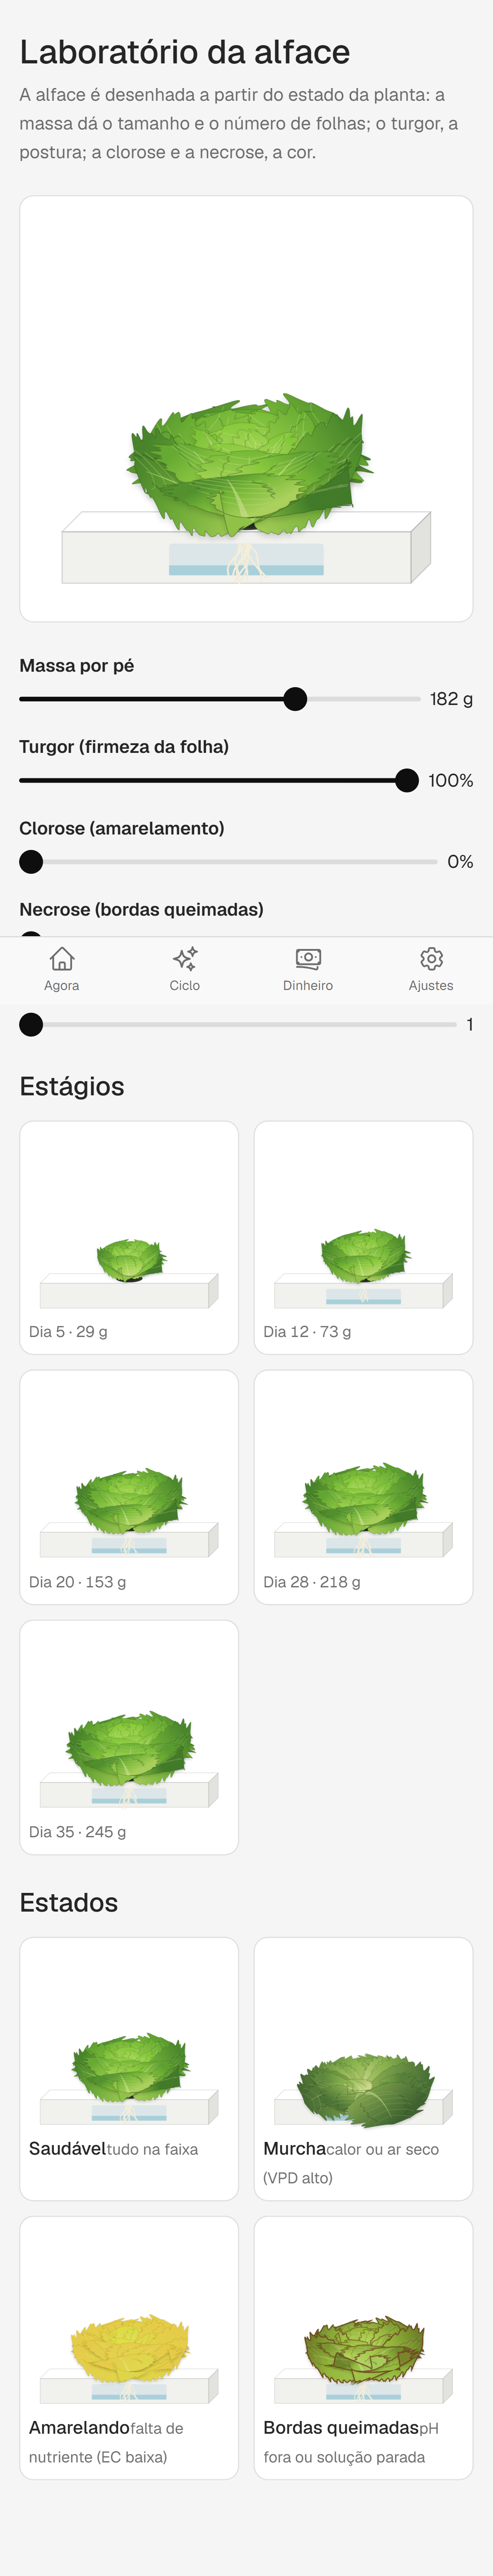 Laboratório da alface
A alface é desenhada a partir do estado da planta: a
massa dá o tamanho e o número de folhas; o turgor, a
postura; a clorose e a necrose, a cor.
Massa por pé
182 g
Turgor (firmeza da folha)
100%
Clorose (amarelamento)
0%
Necrose (bordas queimadas)
Agora
Ciclo
Dinheiro
Ajustes
1
Estágios
Dia 5 · 29 g
Dia 12 · 73 g
Dia 20 · 153 g
Dia 28 · 218 g
Dia 35 · 245 g
Estados
Saudáveltudo na faixa
Murchacalor ou ar seco
(VPD alto)
Amarelandofalta de
nutriente (EC baixa)
Bordas queimadaspH
fora ou solução parada